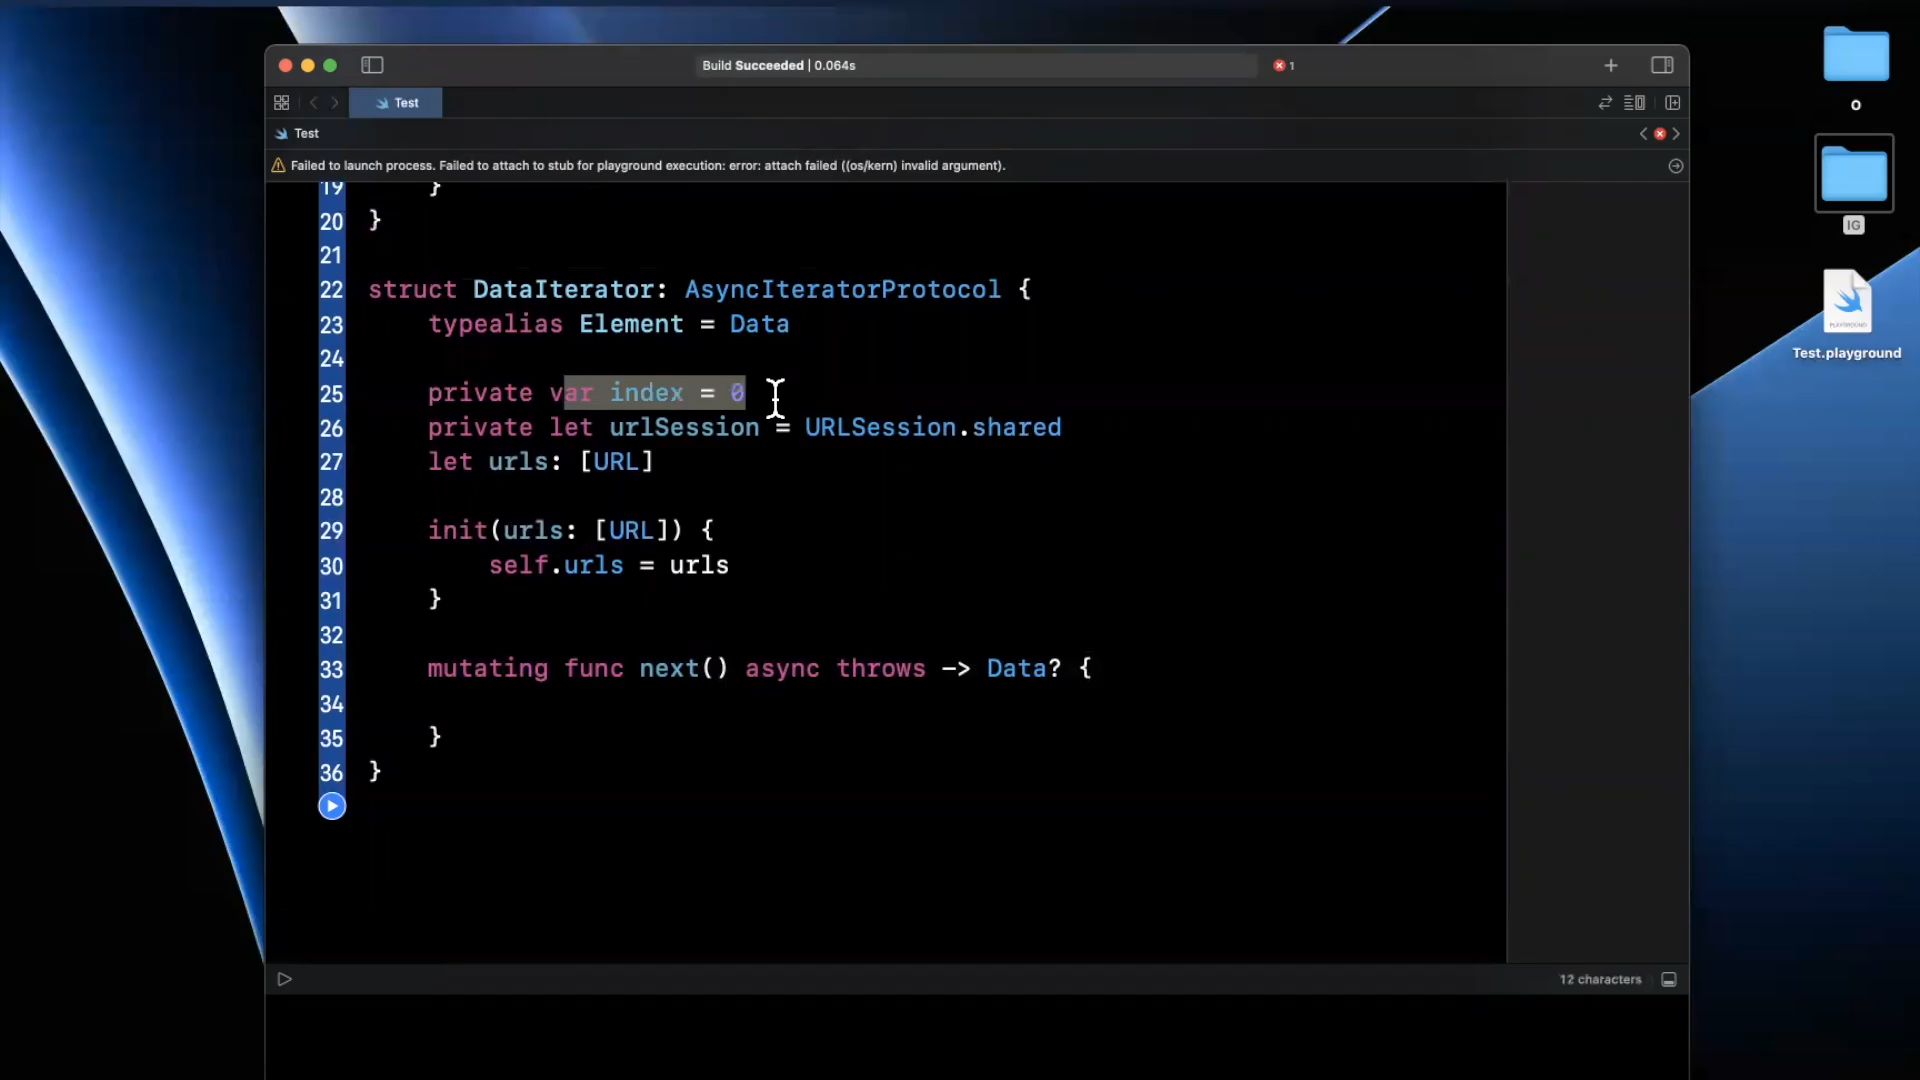 Build Succeeded | 0.064s
1
Test
Test
Failed to launch process. Failed to attach to stub for playground execution: error: attach failed ((os/kern) invalid argument).
19 }
20 }
21
22 struct DataIterator: AsyncIteratorProtocol {
23 typealias Element = Data
24
25 private var index = 0
26 private let urlSession = URLSession.shared
27 let urls: [URL]
28
29 init(urls: [URL]) {
30 self.urls = urls
31 }
32
33 mutating func next() async throws -> Data? {
34
35 }
36 }
12 characters
o
IG
PLAYGROUND
Test.playground